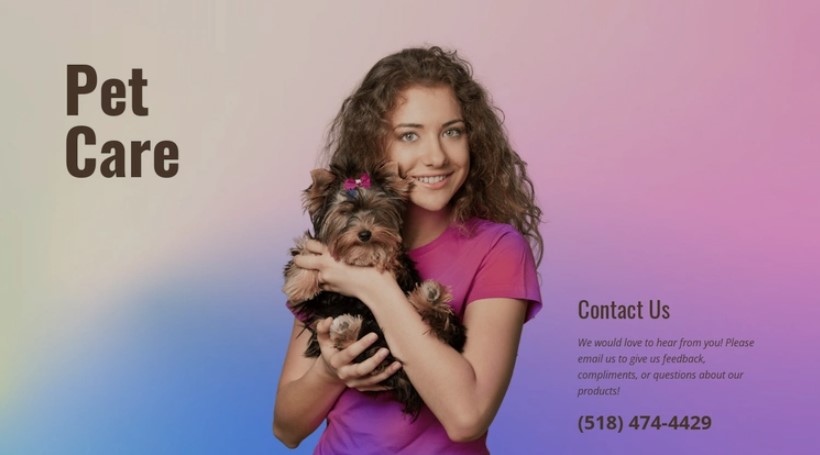 Pet
Care
Contact Us
We would love to hear from you! Please
email us to give us feedback,
compliments, or questions about our
products!
(518) 474-4429